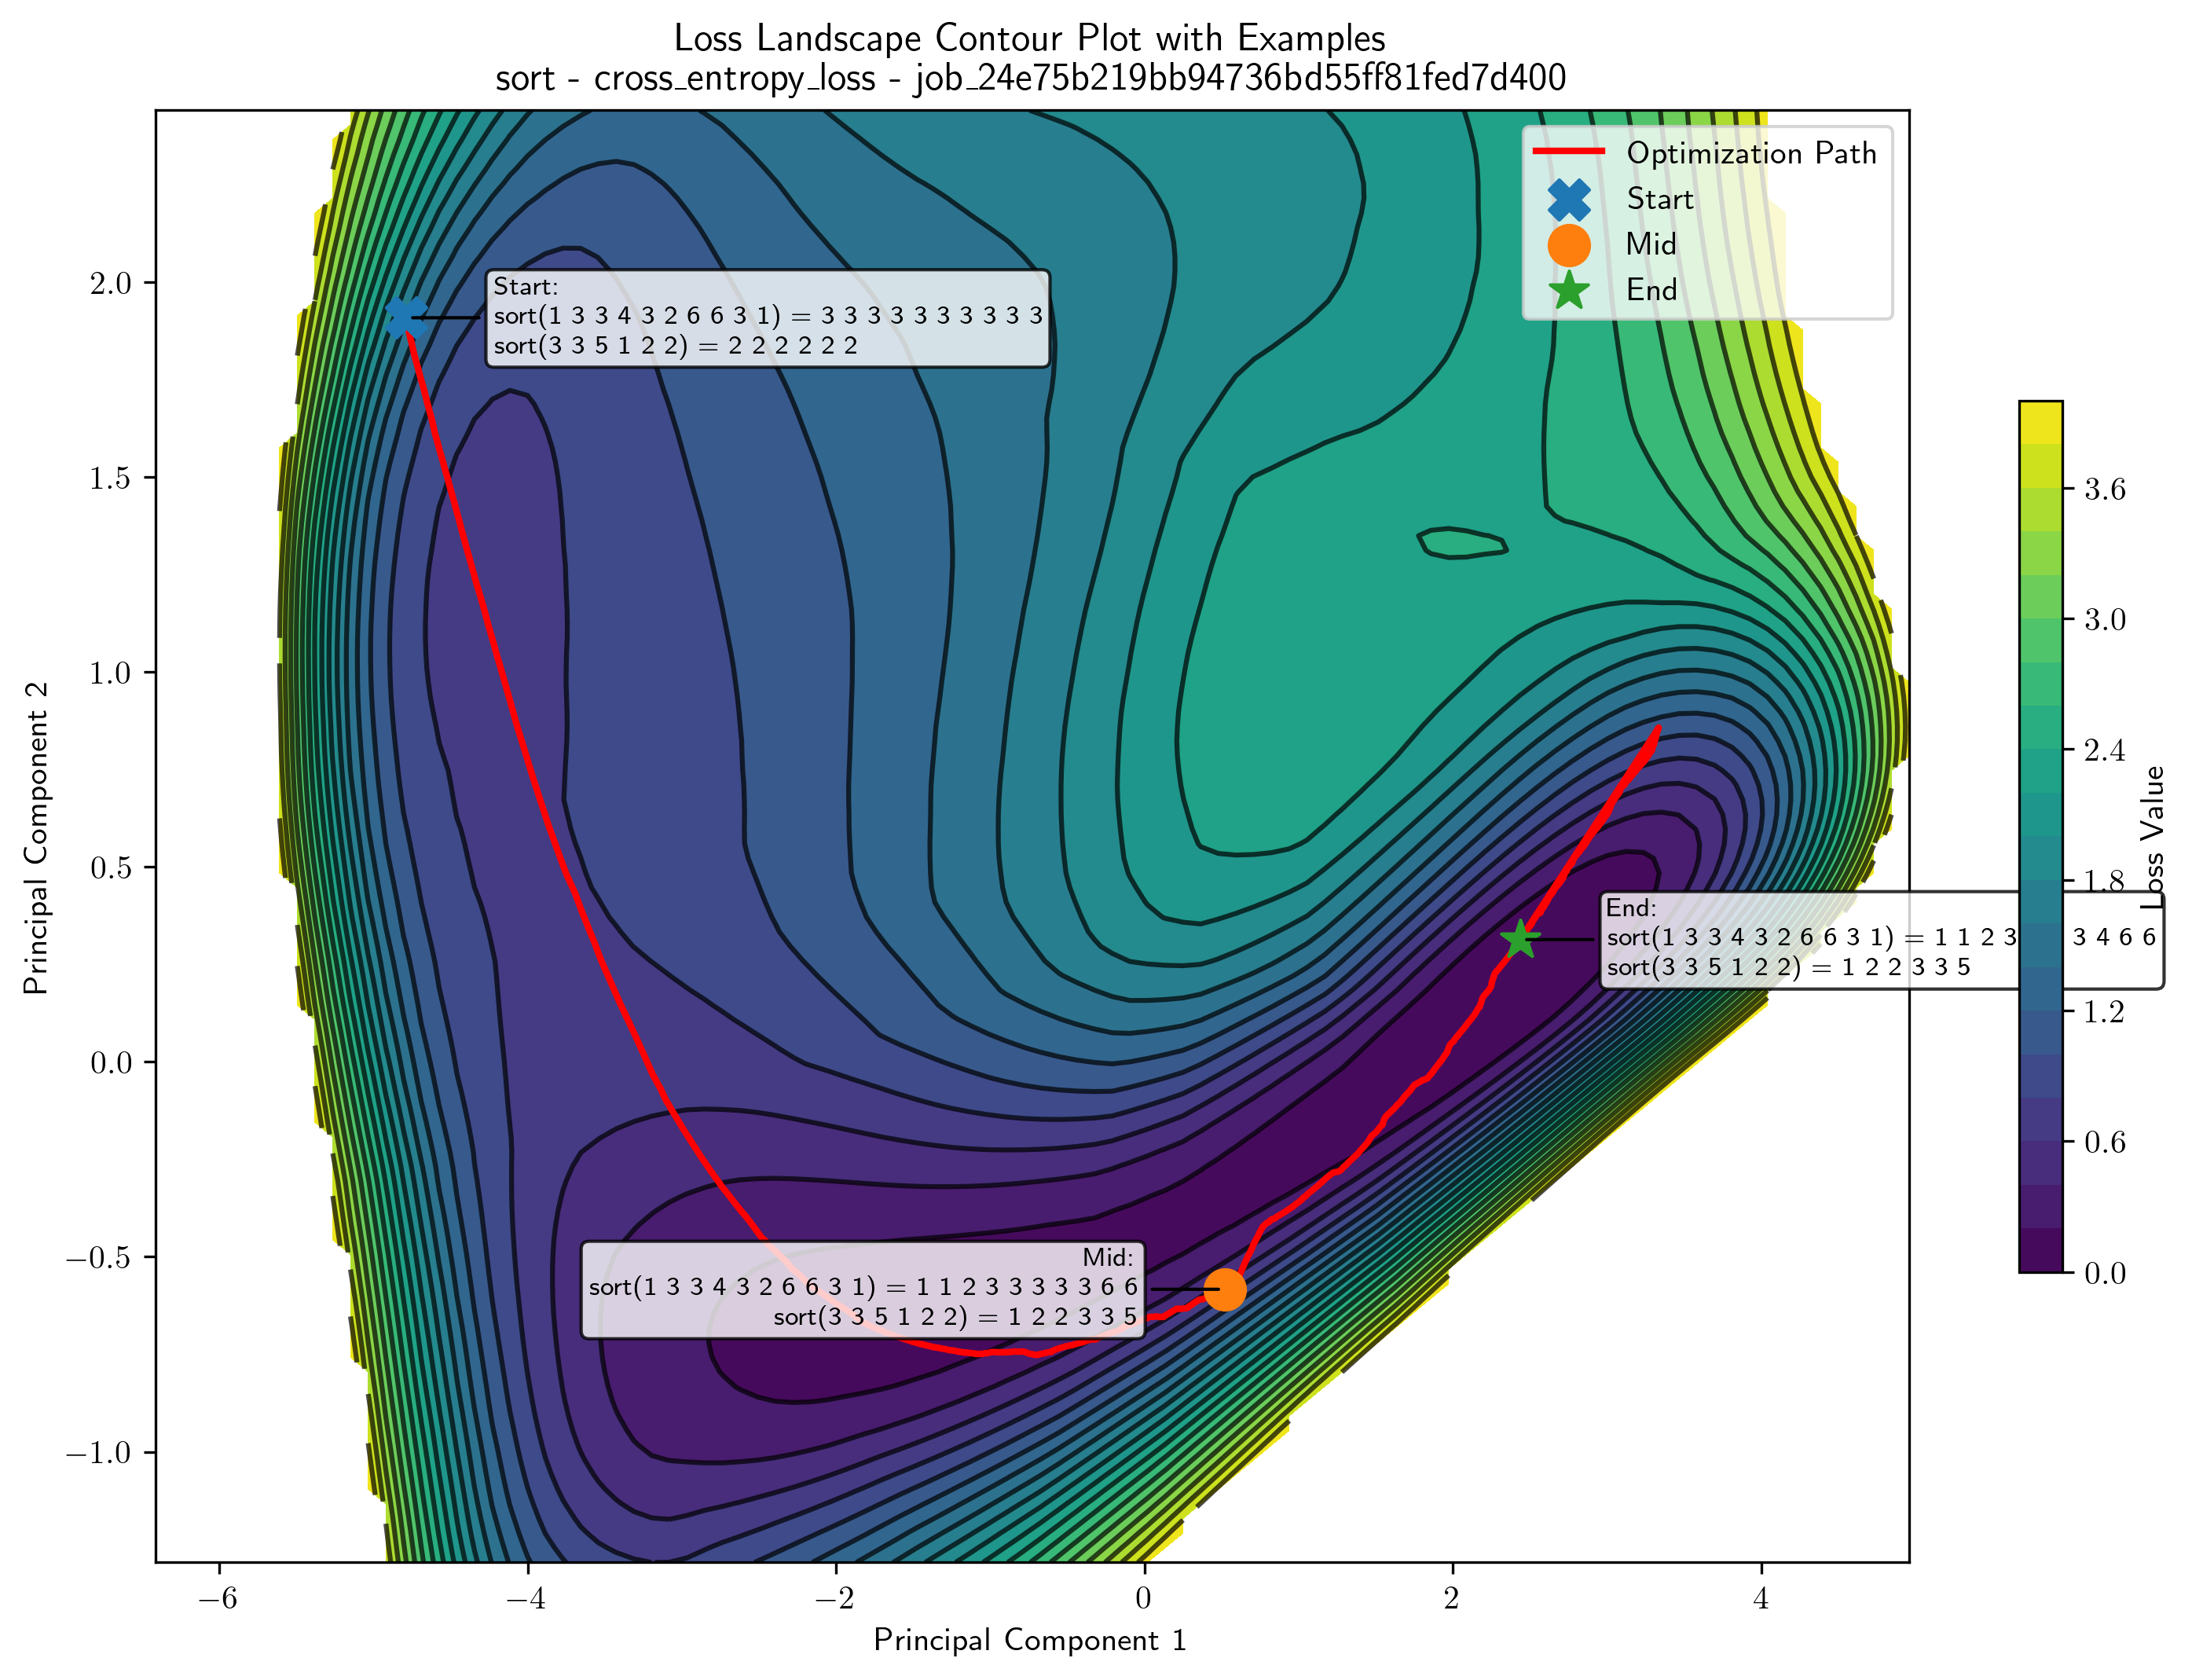 Loss Landscape Contour Plot with Examples
sort - cross_entropy_loss - job_24e75b219bb94736bd55ff81fed7d400
Optimization Path
Start
Mid
End
Start:
sort(1 3 3 4 3 2 6 6 3 1) = 3 3 3 3 3 3 3 3 3 3
sort(3 3 5 1 2 2) = 2 2 2 2 2 2
End:
sort(1 3 3 4 3 2 6 6 3 1) = 1 1 2 3 3 4 6 6
sort(3 3 5 1 2 2) = 1 2 2 3 3 5
Mid:
sort(1 3 3 4 3 2 6 6 3 1) = 1 1 2 3 3 3 3 3 6 6
sort(3 3 5 1 2 2) = 1 2 2 3 3 5
2.0
1.5
1.0
0.5
0.0
−0.5
−1.0
Principal Component 2
−6
−4
−2
0
2
4
Principal Component 1
3.6
3.0
2.4
1.8
1.2
0.6
0.0
Loss Value